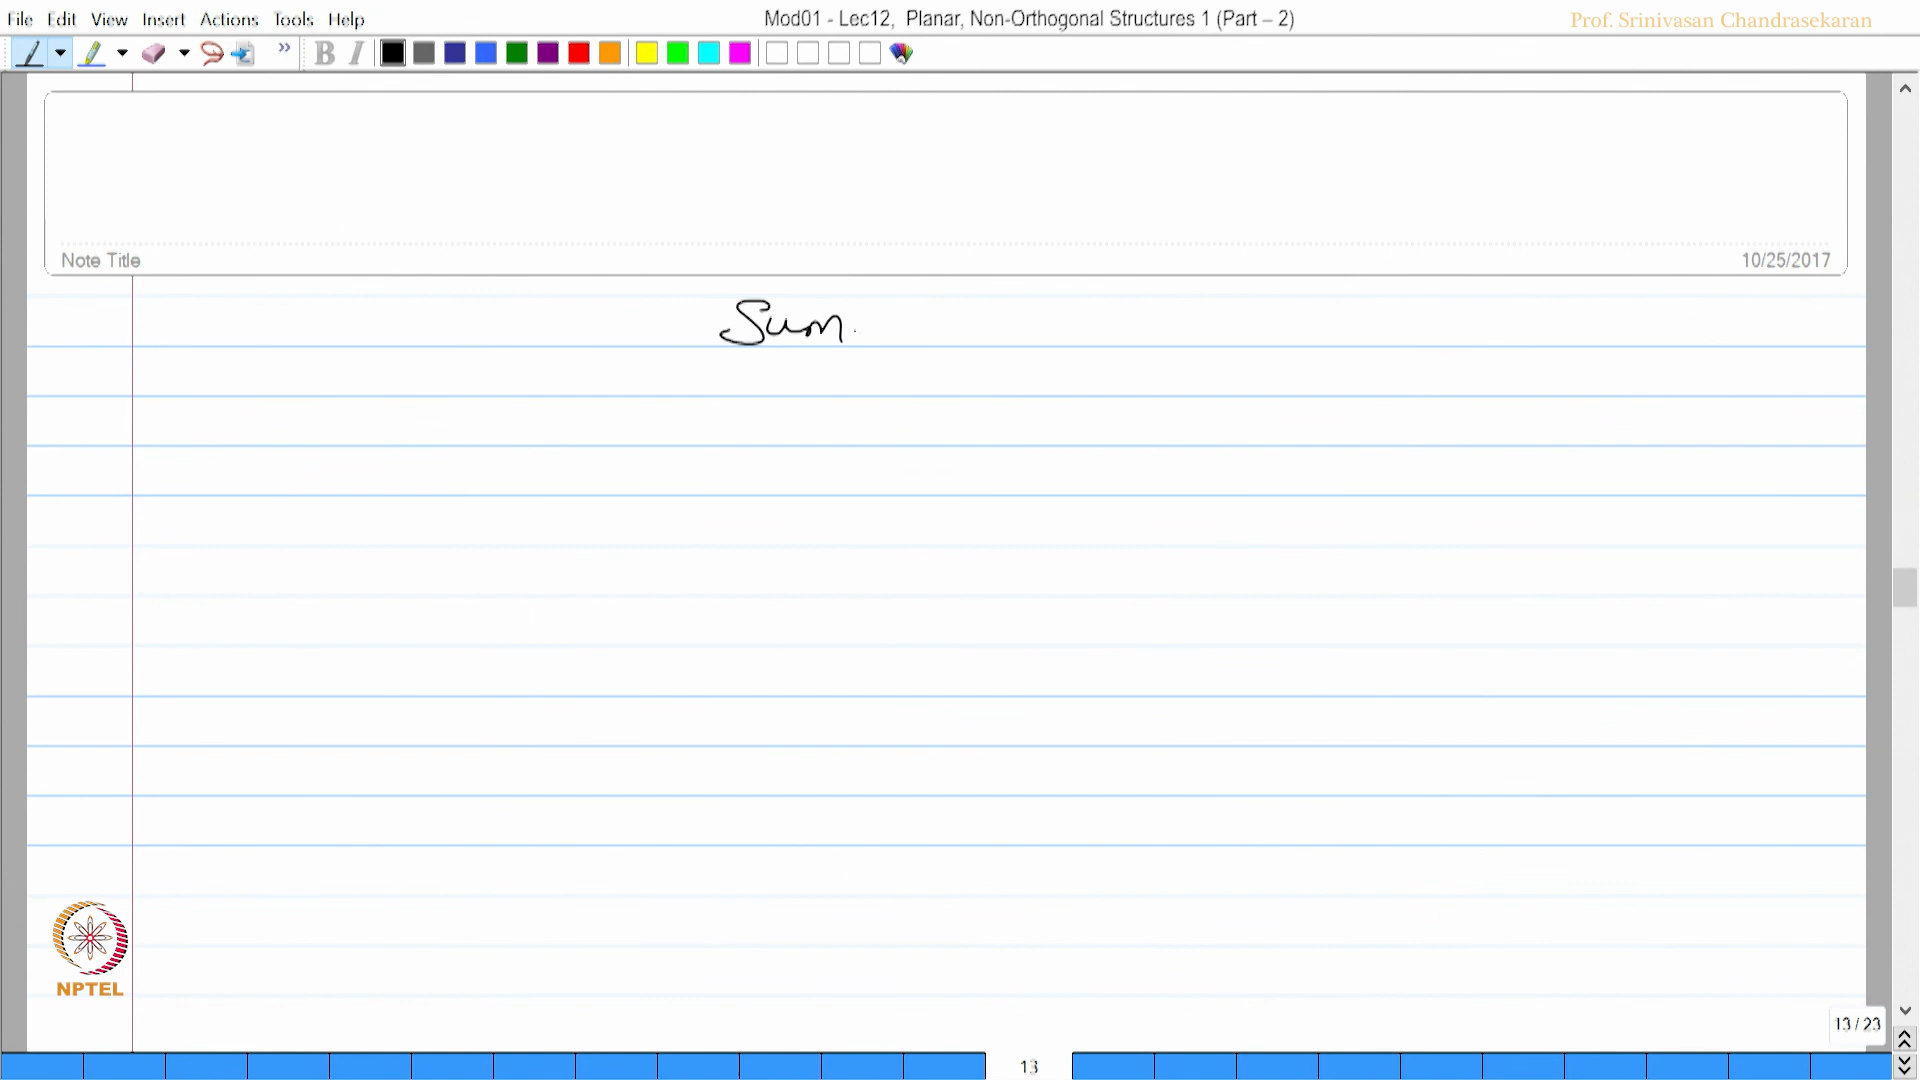 File Edit View Insert Actions Tools Help
Mod01 - Lec12, Planar, Non-Orthogonal Structures 1 (Part – 2)
Prof. Srinivasan Chandrasekaran
B I
Note Title
10/25/2017
Sum
NPTEL
13 / 23
13